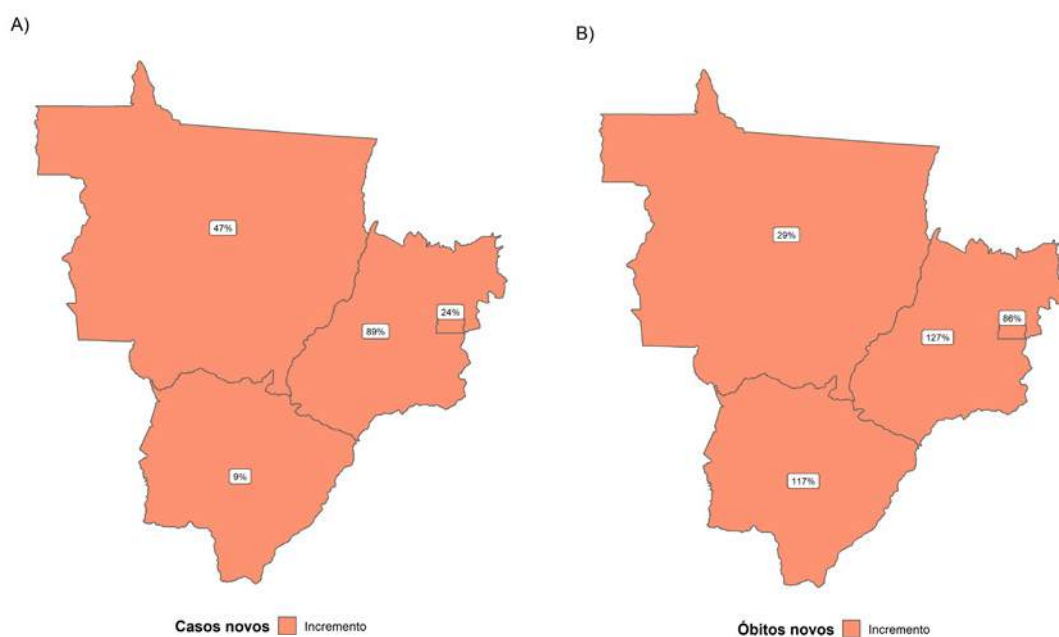 A)
47%
24%
89%
9%
Casos novos Incremento
B)
29%
86%
127%
117%
Óbitos novos Incremento